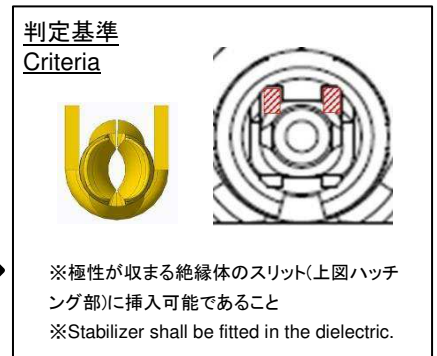 判定基準
Criteria
※極性が収まる絶縁体のスリット(上図ハッチ
ング部)に挿入可能であること
※Stabilizer shall be fitted in the dielectric.